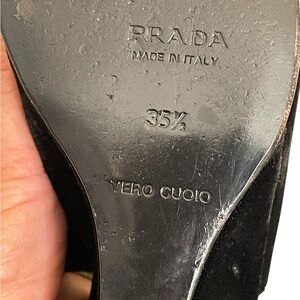 PRADA
MADE IN ITALY
35½
VERO CUOIO